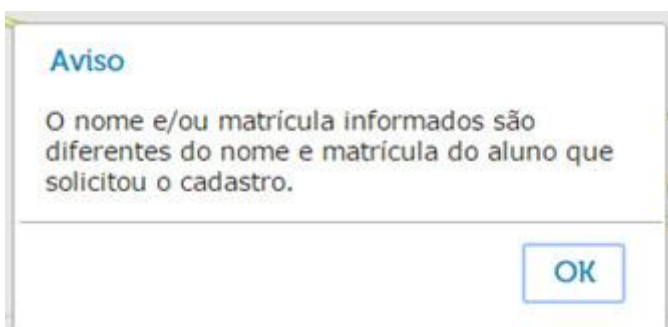 Aviso
O nome e/ou matrícula informados são
diferentes do nome e matrícula do aluno que
solicitou o cadastro.
OK